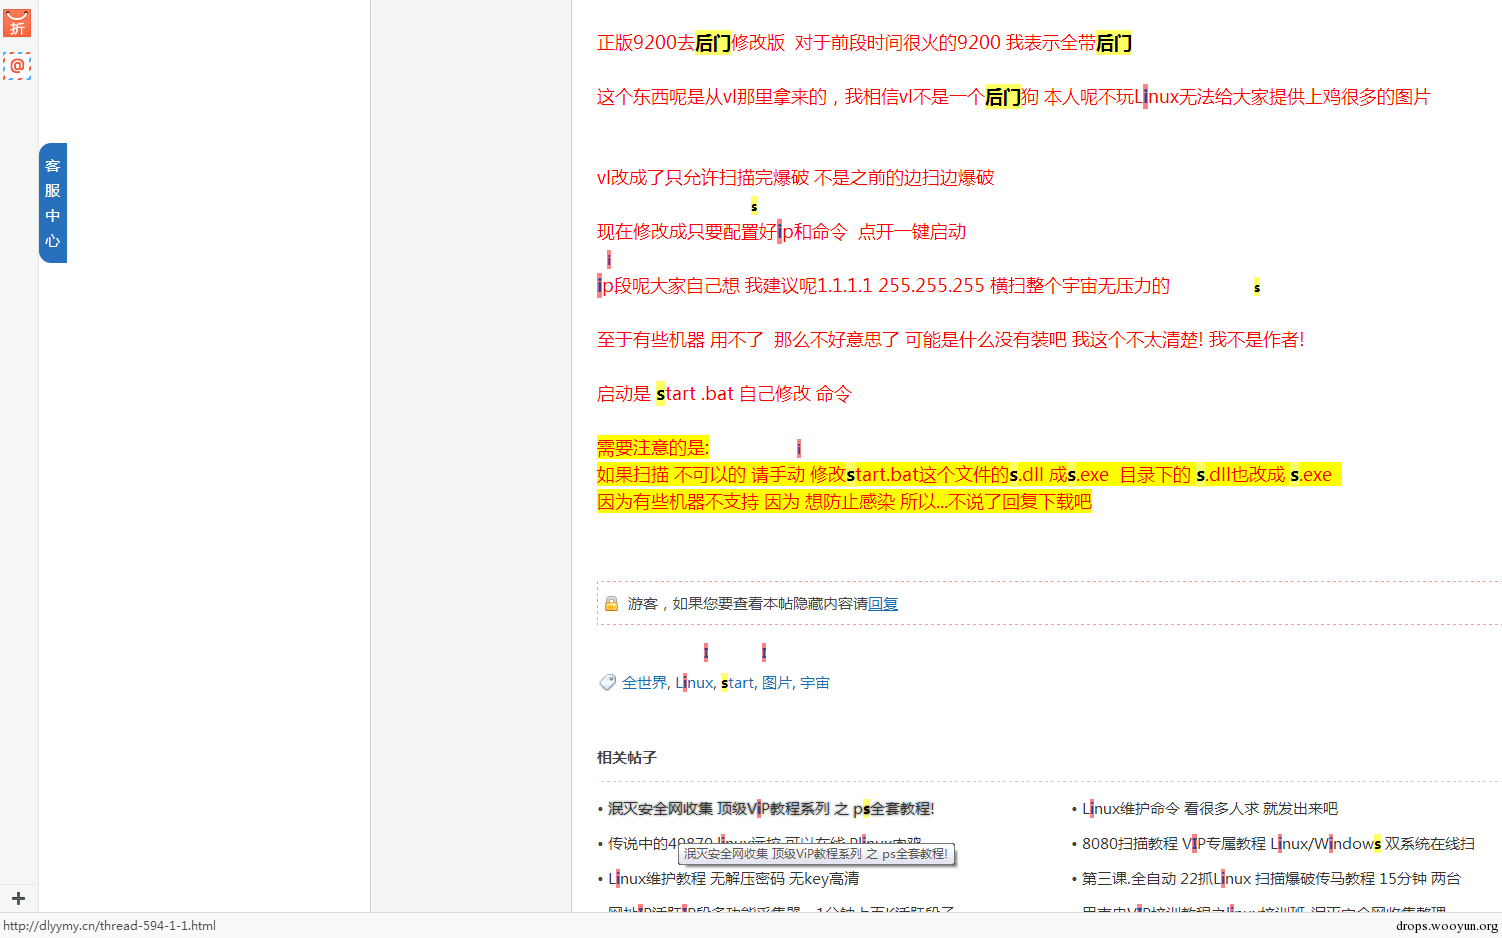 折
@
客服中心
正版9200去后门修改版 对于前段时间很火的9200 我表示全带后门
这个东西呢是从vl那里拿来的，我相信vl不是一个后门狗 本人呢不玩Linux无法给大家提供上鸡很多的图片
vl改成了只允许扫描完爆破 不是之前的边扫边爆破
s
现在修改成只要配置好ip和命令 点开一键启动
i
ip段呢大家自己想 我建议呢1.1.1.1 255.255.255 横扫整个宇宙无压力的
s
至于有些机器 用不了 那么不好意思了 可能是什么没有装吧 我这个不太清楚! 我不是作者!
启动是 start .bat 自己修改 命令
需要注意的是:
i
如果扫描 不可以的 请手动 修改start.bat这个文件的s.dll 成s.exe 目录下的 s.dll也改成 s.exe
因为有些机器不支持 因为 想防止感染 所以...不说了回复下载吧
游客，如果您要查看本帖隐藏内容请回复
I I
全世界, Linux, start, 图片, 宇宙
相关帖子
• 泯灭安全网收集 顶级ViP教程系列 之 ps全套教程!
• Linux维护命令 看很多人求 就发出来吧
• 传说中的49870 linux远控 可以在线
• 8080扫描教程 VIP专属教程 Linux/Windows 双系统在线扫
泯灭安全网收集 顶级ViP教程系列 之 ps全套教程!
• Linux维护教程 无解压密码 无key高清
• 第三课.全自动 22抓Linux 扫描爆破传马教程 15分钟 两台
+
http://dlyymy.cn/thread-594-1-1.html
drops.wooyun.org